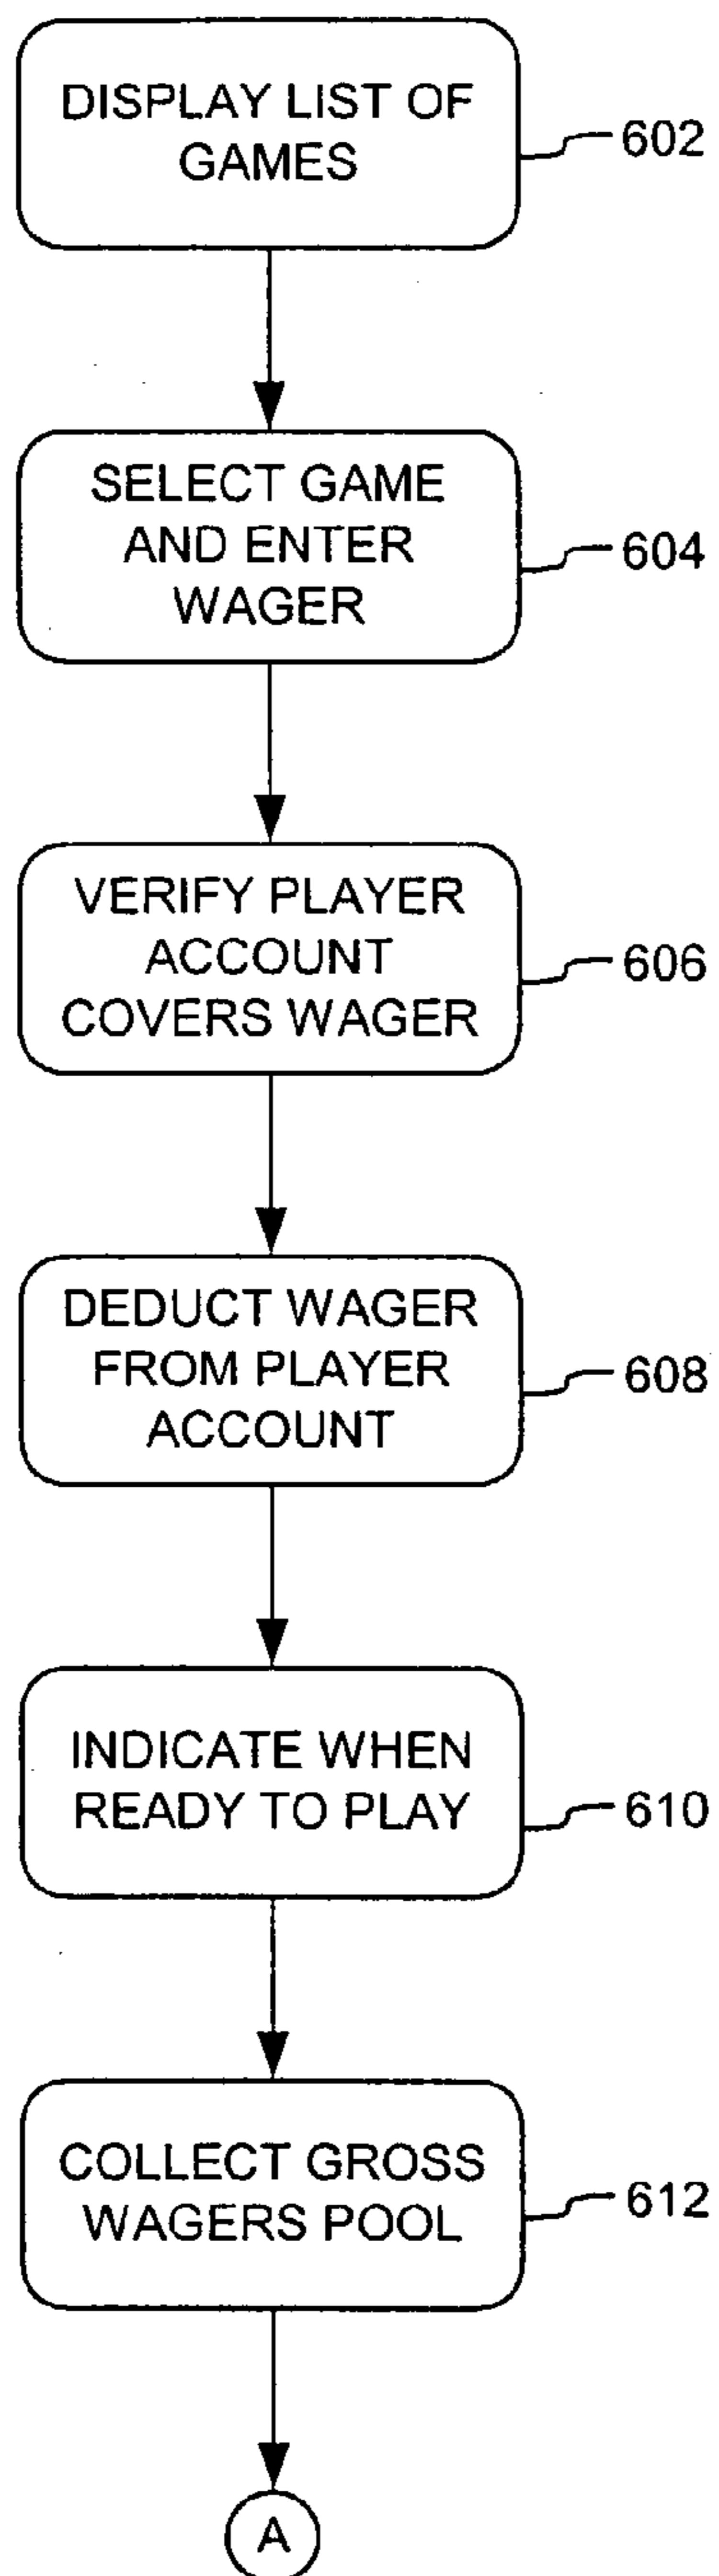 DISPLAY LIST OF
GAMES
602
SELECT GAME
AND ENTER
WAGER
604
VERIFY PLAYER
ACCOUNT
COVERS WAGER
606
DEDUCT WAGER
FROM PLAYER
ACCOUNT
608
INDICATE WHEN
READY TO PLAY
610
COLLECT GROSS
WAGERS POOL
612
A